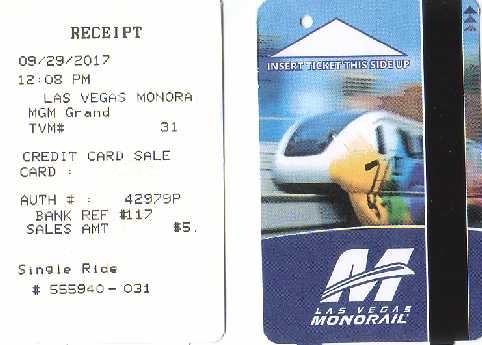 RECEIPT
09/29/2017
12:08 PM
LAS VEGAS MONORA
MGM Grand
TVM# 31
CREDIT CARD SALE
CARD :
AUTH # : 42979P
BANK REF #117
SALES AMT $5.
Single Rice
# 555940-031
INSERT TICKET THIS SIDE UP
M
LAS VEGAS
MONORAIL